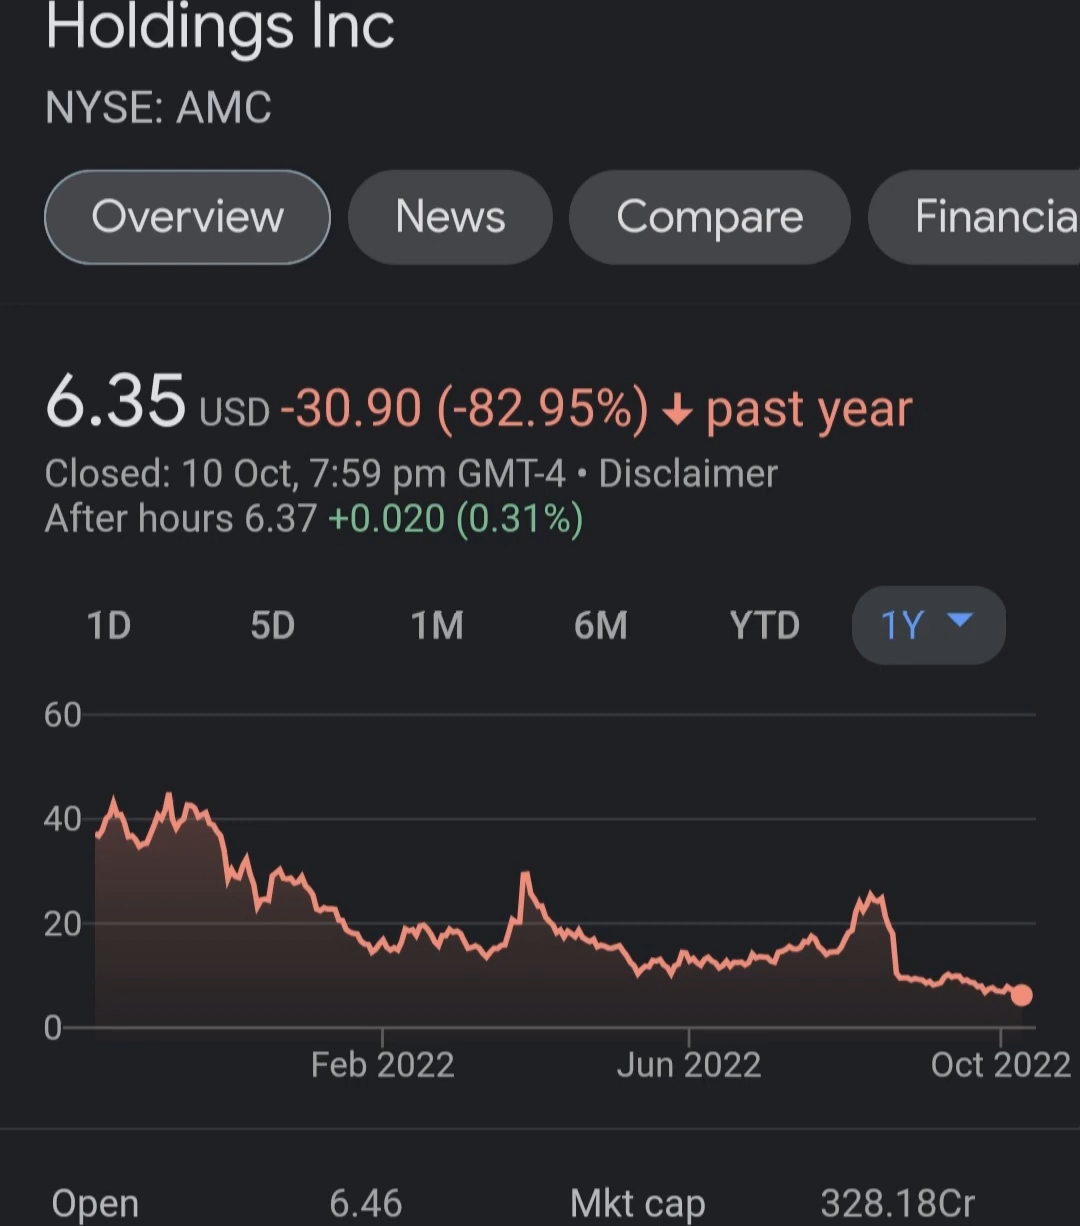 Holdings Inc
NYSE: AMC
Overview News Compare Financia
6.35 USD -30.90 (-82.95%) ↓ past year
Closed: 10 Oct, 7:59 pm GMT-4 • Disclaimer
After hours 6.37 +0.020 (0.31%)
1D 5D 1M 6M YTD 1Y
60
40
20
0
Feb 2022 Jun 2022 Oct 2022
Open 6.46 Mkt cap 328.18Cr